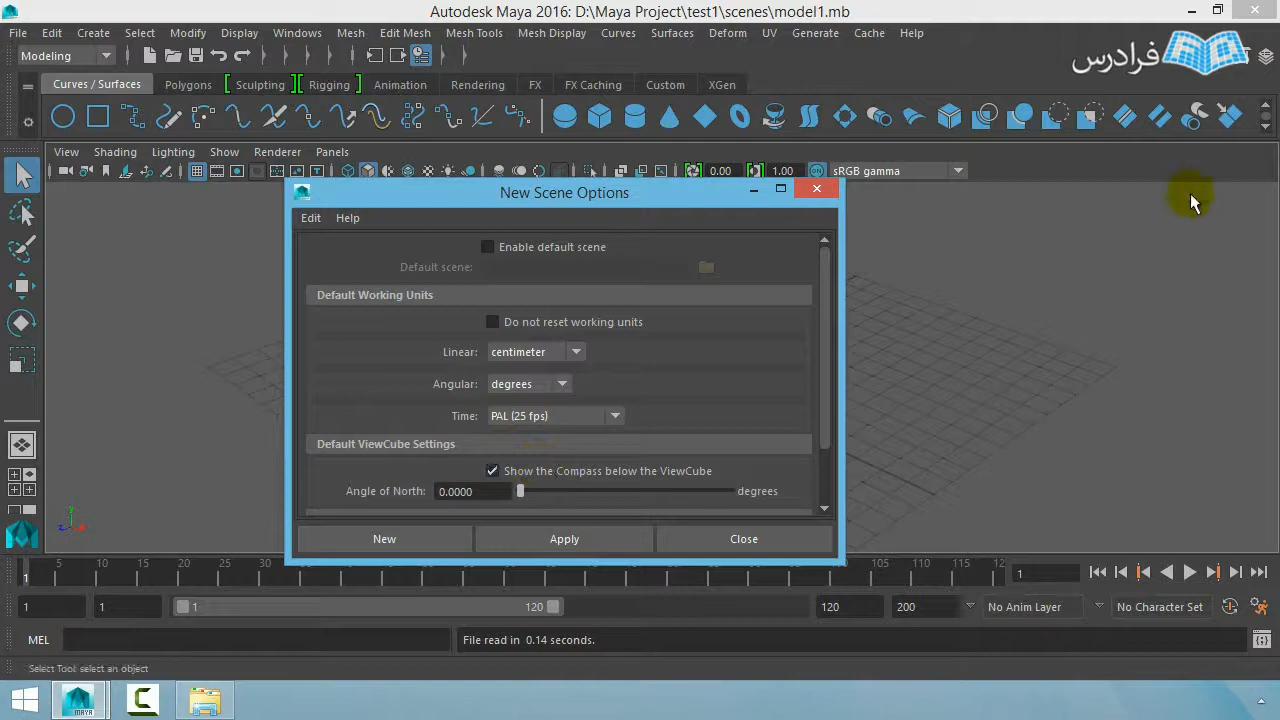 Autodesk Maya 2016: D:\Maya Project\test1\scenes\model1.mb
File Edit Create Select Modify Display Windows Mesh Edit Mesh Mesh Tools Mesh Display Curves Surfaces Deform UV Generate Cache Help
Modeling
فرادرس
Curves / Surfaces Polygons Sculpting Rigging Animation Rendering FX FX Caching Custom XGen
View Shading Lighting Show Renderer Panels
0.00 1.00 ON sRGB gamma
New Scene Options
Edit Help
Enable default scene
Default scene:
Default Working Units
Do not reset working units
Linear: centimeter
Angular: degrees
Time: PAL (25 fps)
Default ViewCube Settings
Show the Compass below the ViewCube
Angle of North: 0.0000 degrees
New Apply Close
1 5 10 15 20 25 30 35 100 105 110 115 12 1
1 1 1 120 120 200 No Anim Layer No Character Set
MEL File read in 0.14 seconds.
Select Tool: select an object
MAYA